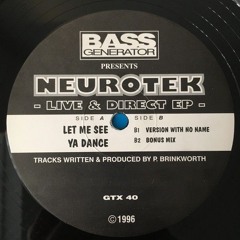 BASS
GENERATOR
PRESENTS
NEUROTEK
- LIVE & DIRECT EP -
SIDE A
LET ME SEE
YA DANCE
SIDE B
B1 VERSION WITH NO NAME
B2 BONUS MIX
TRACKS WRITTEN & PRODUCED BY P. BRINKWORTH
GTX 40
©1996